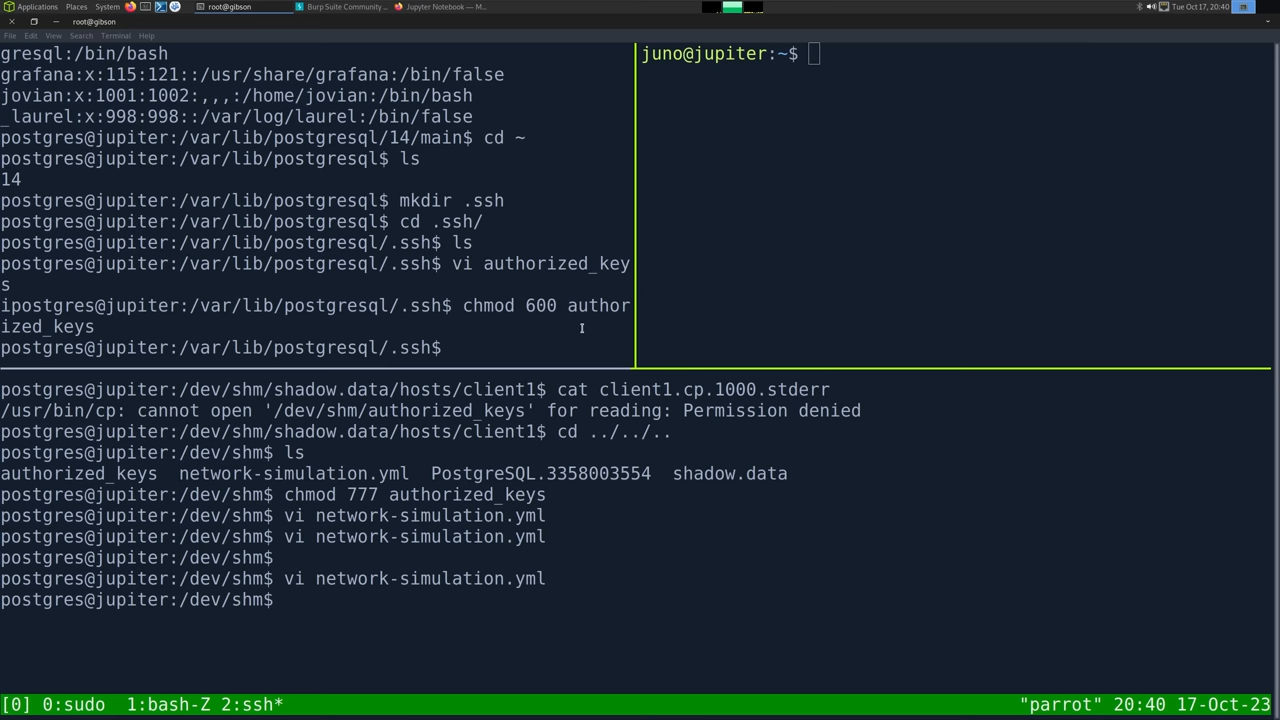 Applications Places System root@gibson Burp Suite Community ... Jupyter Notebook — M... Tue Oct 17, 20:40
root@gibson
File Edit View Search Terminal Help
gresql:/bin/bash
grafana:x:115:121::/usr/share/grafana:/bin/false
jovian:x:1001:1002:,,,:/home/jovian:/bin/bash
_laurel:x:998:998::/var/log/laurel:/bin/false
postgres@jupiter:/var/lib/postgresql/14/main$ cd ~
postgres@jupiter:/var/lib/postgresql$ ls
14
postgres@jupiter:/var/lib/postgresql$ mkdir .ssh
postgres@jupiter:/var/lib/postgresql$ cd .ssh/
postgres@jupiter:/var/lib/postgresql/.ssh$ ls
postgres@jupiter:/var/lib/postgresql/.ssh$ vi authorized_key
s
ipostgres@jupiter:/var/lib/postgresql/.ssh$ chmod 600 author
ized_keys
postgres@jupiter:/var/lib/postgresql/.ssh$
juno@jupiter:~$
postgres@jupiter:/dev/shm/shadow.data/hosts/client1$ cat client1.cp.1000.stderr
/usr/bin/cp: cannot open '/dev/shm/authorized_keys' for reading: Permission denied
postgres@jupiter:/dev/shm/shadow.data/hosts/client1$ cd ../../..
postgres@jupiter:/dev/shm$ ls
authorized_keys network-simulation.yml PostgreSQL.3358003554 shadow.data
postgres@jupiter:/dev/shm$ chmod 777 authorized_keys
postgres@jupiter:/dev/shm$ vi network-simulation.yml
postgres@jupiter:/dev/shm$ vi network-simulation.yml
postgres@jupiter:/dev/shm$
postgres@jupiter:/dev/shm$ vi network-simulation.yml
postgres@jupiter:/dev/shm$
[0] 0:sudo 1:bash-Z 2:ssh* "parrot" 20:40 17-Oct-23